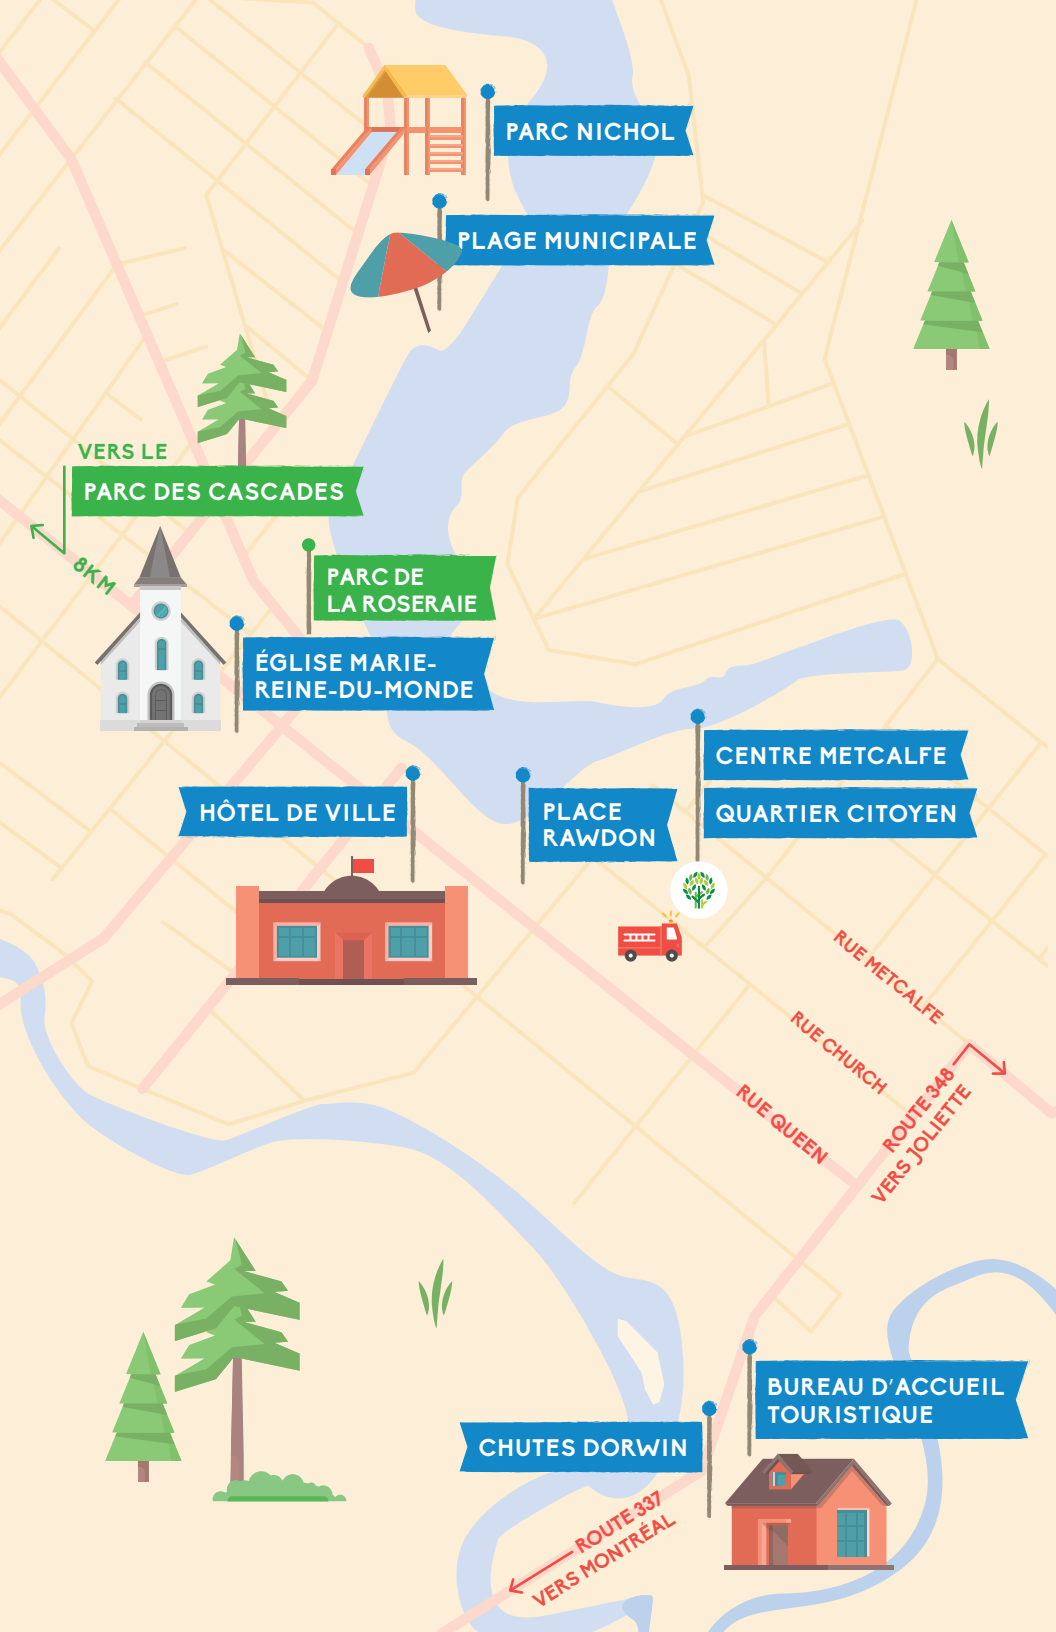 PARC NICHOL
PLAGE MUNICIPALE
VERS LE
PARC DES CASCADES
8KM
PARC DE
LA ROSERAIE
ÉGLISE MARIE-
REINE-DU-MONDE
CENTRE METCALFE
HÔTEL DE VILLE
PLACE
RAWDON
QUARTIER CITOYEN
RUE METCALFE
RUE CHURCH
RUE QUEEN
ROUTE 348
VERS JOLIETTE
BUREAU D'ACCUEIL
TOURISTIQUE
CHUTES DORWIN
ROUTE 337
VERS MONTRÉAL